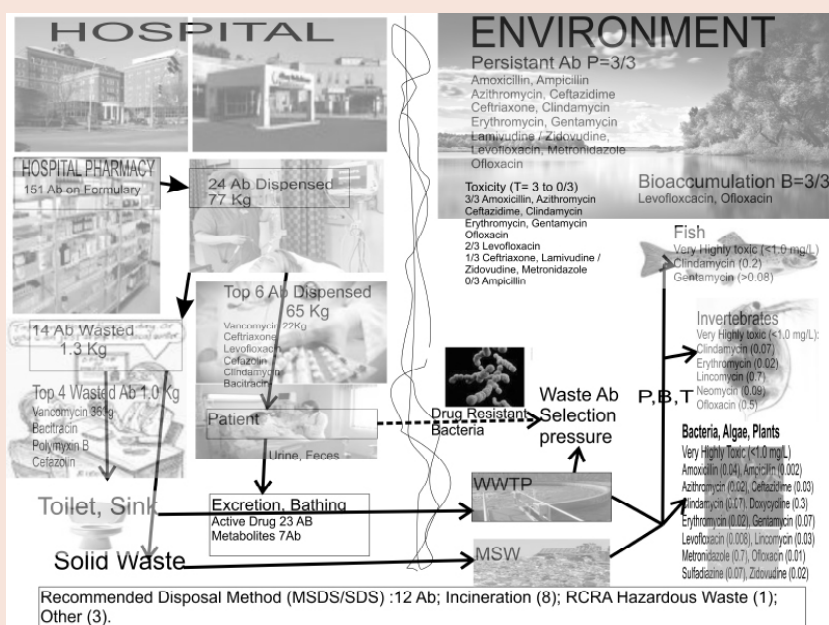 HOSPITAL
HOSPITAL PHARMACY
151 Ab on Formulary
24 Ab Dispensed
77 Kg
Top 6 Ab Dispensed
65 Kg
Vancomycin 22Kg
Ceftriaxone
Levofloxacin
Cefazolin
Clindamycin
Bacitracin
14 Ab Wasted
1.3 Kg
Top 4 Wasted Ab 1.0 Kg
Vancomycin 363g
Bacitracin
Polymyxin B
Cefazolin
Patient
Urine, Feces
Toilet, Sink
Excretion, Bathing
Active Drug 23 AB
Metabolites 7Ab
Solid Waste
ENVIRONMENT
Persistant Ab P=3/3
Amoxicillin, Ampiciilin
Azithromycin, Ceftazidime
Ceftriaxone, Clindamycin
Erythromycin, Gentamycin
Lamivudine / Zidovudine,
Levofloxacin, Metronidazole
Ofloxacin
Toxicity (T= 3 to 0/3)
3/3 Amoxicillin, Azithromycin
Ceftazidime, Clindamycin
Erythromycin, Gentamycin
Ofloxacin
2/3 Levofloxacin
1/3 Ceftriaxone, Lamivudine /
Zidovudine, Metronidazole
0/3 Ampicillin
Bioaccumulation B=3/3
Levofloxcacin, Ofloxacin
Fish
Very Highly toxic (<1.0 mg/L)
Clindamycin (0.2)
Gentamycin (>0.08)
Invertebrates
Very Highly toxic (<1.0 mg/L):
Clindamycin (0.07)
Erythromycin (0.02)
Lincomycin (0.7)
Neomycin (0.09)
Ofloxacin (0.5)
Drug Resistant
Bacteria
Waste Ab
Selection
pressure
P,B,T
WWTP
MSW
Bacteria, Algae, Plants
Very Highly Toxic (<1.0 mg/L)
Amoxicillin (0.04), Ampicillin (0.002)
Azithromycin (0.02), Ceftazidime (0.03)
Clindamycin (0.07), Doxycycline (0.3)
Erythromycin (0.02), Gentamycin (0.07)
Levofloxacin (0.008), Lincomycin (0.03)
Metronidazole (0.7), Ofloxacin (0.01)
Sulfadiazine (0.07), Zidovudine (0.02)
Recommended Disposal Method (MSDS/SDS) :12 Ab; Incineration (8); RCRA Hazardous Waste (1);
Other (3).